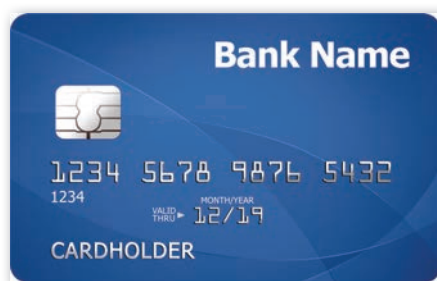 Bank Name
1234 5678 9876 5432
1234
MONTH/YEAR
VALID THRU 12/19
CARDHOLDER